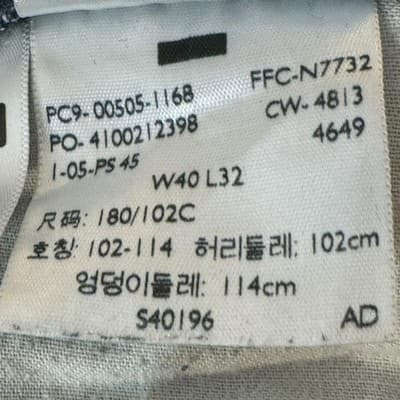 PC9-00505-1168 FFC-N7732
PO-4100212398 CW-4813
1-05-PS 45 4649
W40 L32
尺码: 180/102C
호칭: 102-114 허리둘레: 102cm
엉덩이둘레: 114cm
S40196 AD